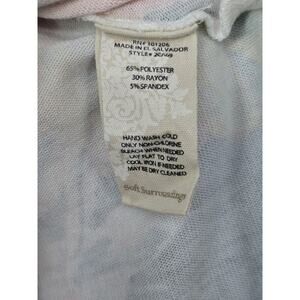 RN# 101206
MADE IN EL SALVADOR
65% POLYESTER
30% RAYON
5% SPANDEX
HAND WASH COLD
ONLY NON-CHLORINE
BLEACH WHEN NEEDED
LAY FLAT TO DRY
COOL IRON IF NEEDED
MAY BE DRY CLEANED
Soft Surroundings